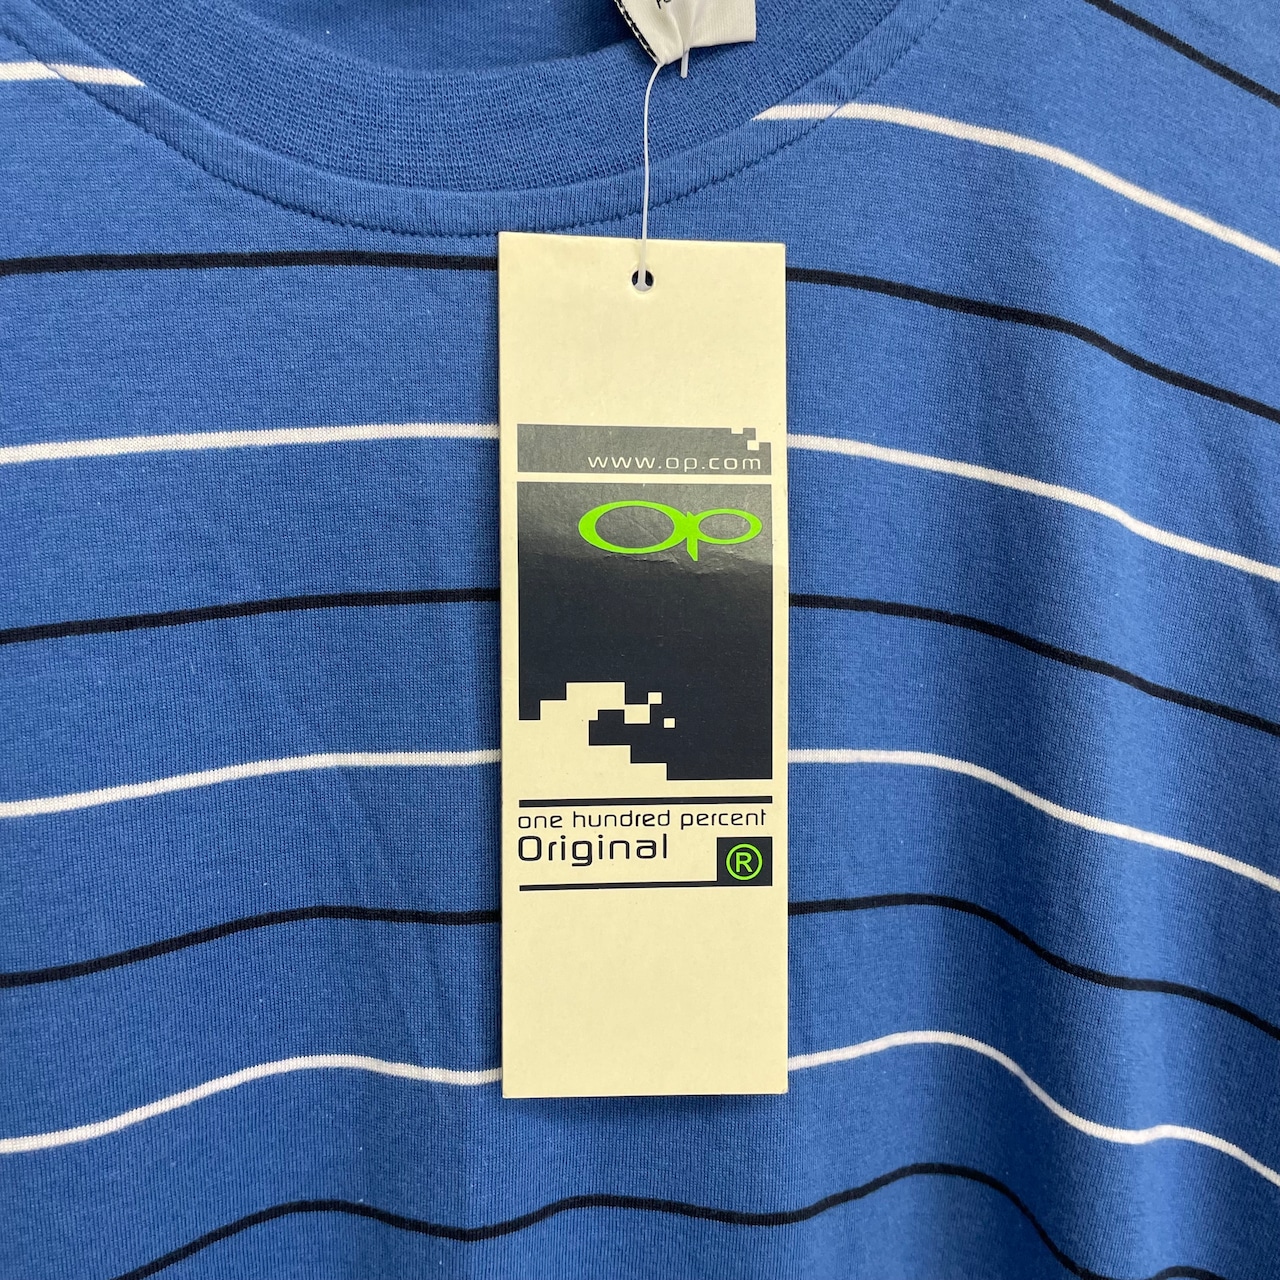 www.op.com
Op
one hundred percent
Original
®